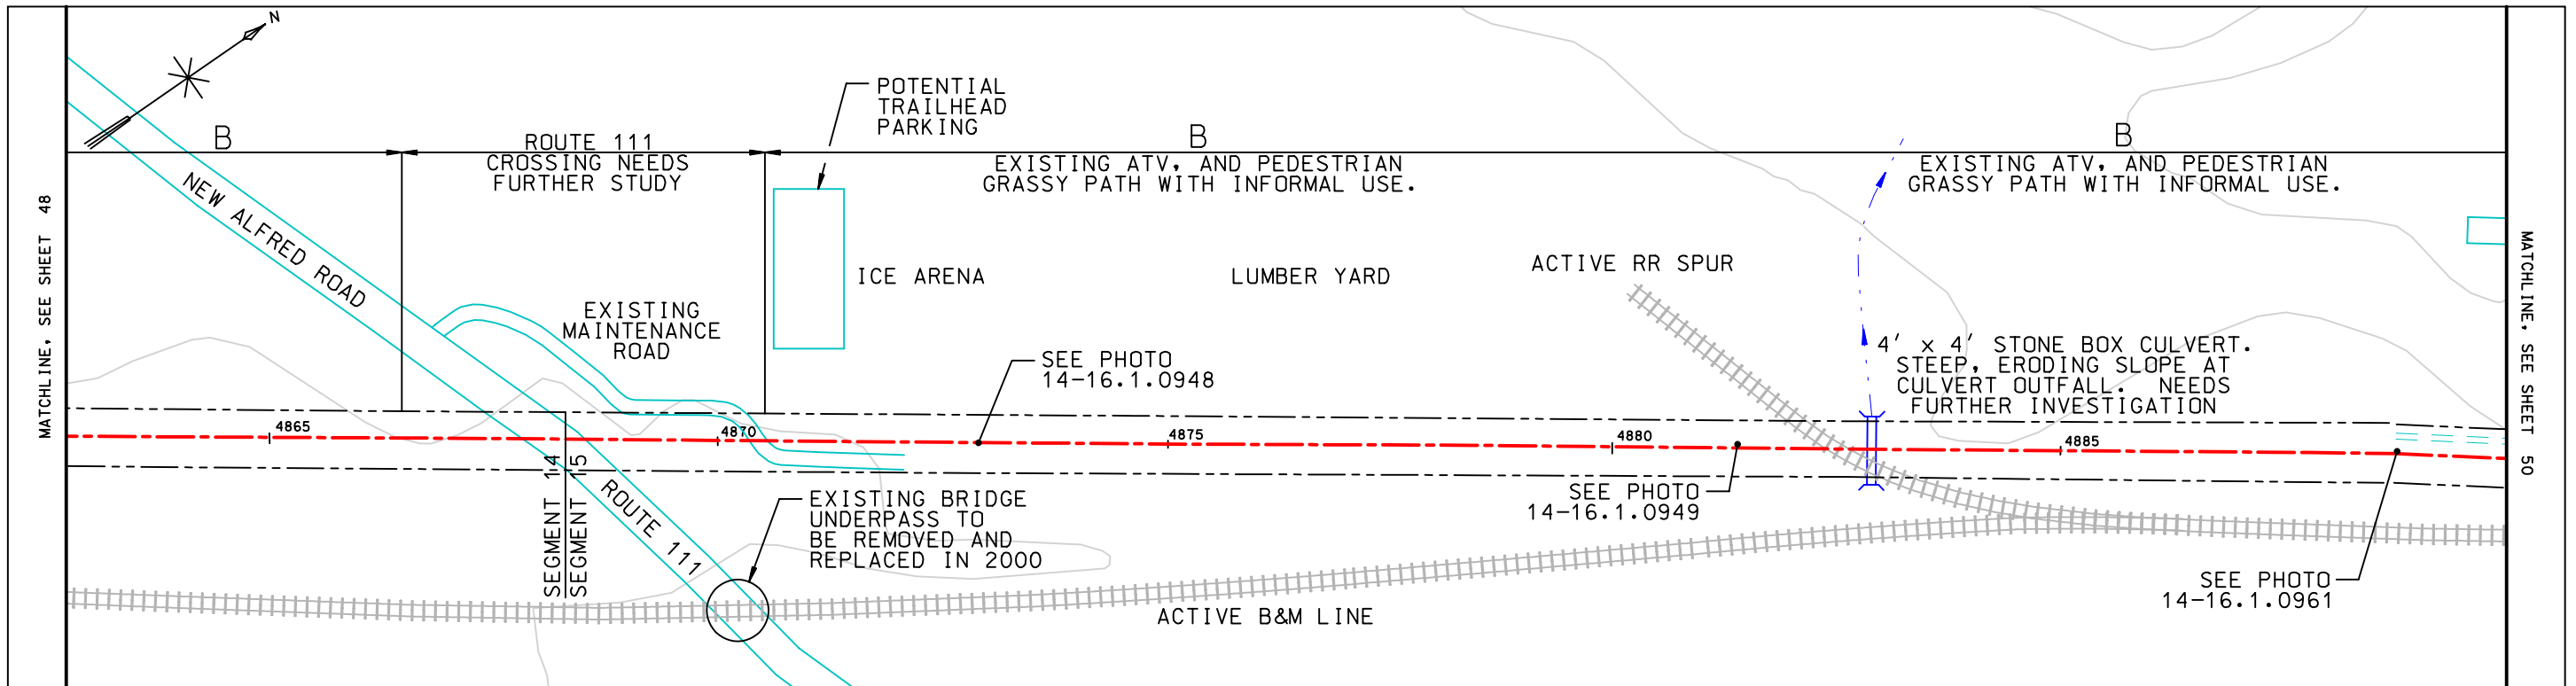 N
MATCHLINE, SEE SHEET 48
B
ROUTE 111
CROSSING NEEDS
FURTHER STUDY
POTENTIAL
TRAILHEAD
PARKING
B
EXISTING ATV, AND PEDESTRIAN
GRASSY PATH WITH INFORMAL USE.
B
EXISTING ATV, AND PEDESTRIAN
GRASSY PATH WITH INFORMAL USE.
NEW ALFRED ROAD
EXISTING
MAINTENANCE
ROAD
ICE ARENA
LUMBER YARD
ACTIVE RR SPUR
SEE PHOTO
14-16.1.0948
4' x 4' STONE BOX CULVERT.
STEEP, ERODING SLOPE AT
CULVERT OUTFALL. NEEDS
FURTHER INVESTIGATION
4865
4870
4875
4880
4885
SEGMENT 14
SEGMENT 15
ROUTE 111
EXISTING BRIDGE
UNDERPASS TO
BE REMOVED AND
REPLACED IN 2000
SEE PHOTO
14-16.1.0949
SEE PHOTO
14-16.1.0961
ACTIVE B&M LINE
MATCHLINE, SEE SHEET 50